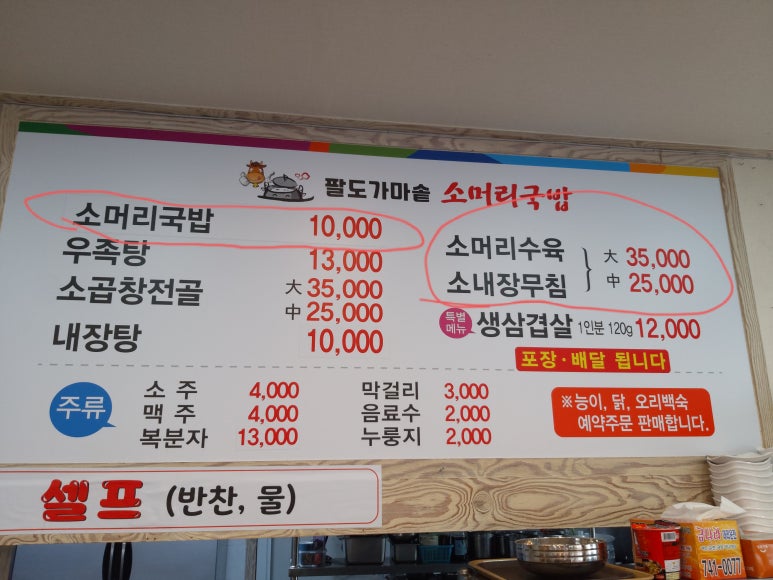 팔도가마솥 소머리국밥
소머리국밥 10,000
우족탕 13,000
소곱창전골 大 35,000
中 25,000
내장탕 10,000
소머리수육 大 35,000
소내장무침 中 25,000
특별메뉴 생삼겹살 1인분 120g 12,000
포장·배달 됩니다
주류
소 주 4,000
맥 주 4,000
복분자 13,000
막걸리 3,000
음료수 2,000
누룽지 2,000
※능이, 닭, 오리백숙
예약주문 판매합니다.
셀프 (반찬, 물)
741-0077